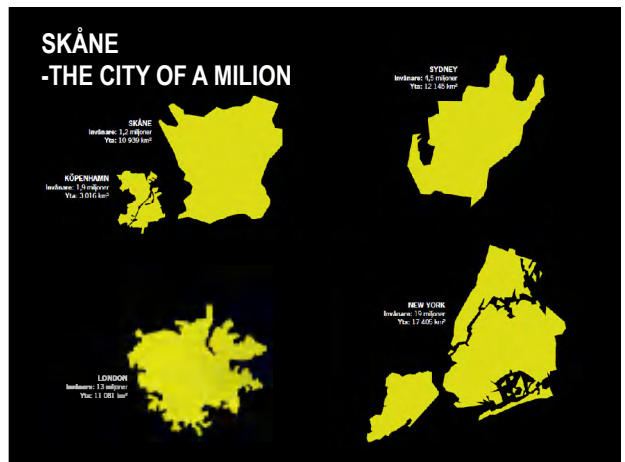 SKÅNE
-THE CITY OF A MILION
SKÅNE
Invånare: 1,2 miljoner
Yta: 10 939 km²
KÖPENHAMN
Invånare: 1,9 miljoner
Yta: 3 016 km²
SYDNEY
Invånare: 4,5 miljoner
Yta: 12 145 km²
LONDON
Invånare: 13 miljoner
Yta: 11 081 km²
NEW YORK
Invånare: 19 miljoner
Yta: 17 405 km²